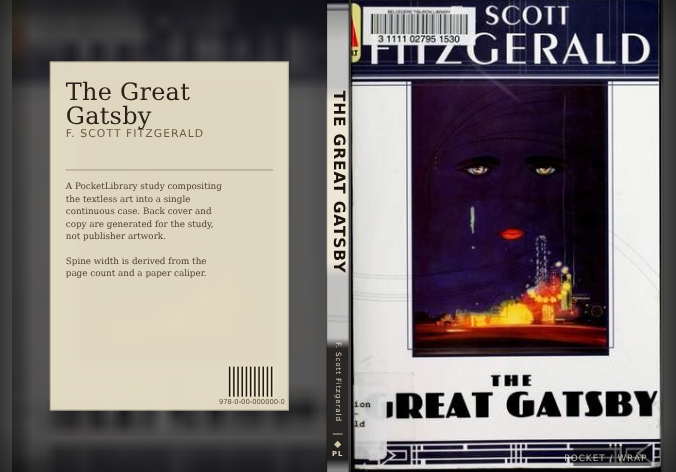 The Great
Gatsby
F. SCOTT FITZGERALD
A PocketLibrary study compositing
the textless art into a single
continuous case. Back cover and
copy are generated for the study,
not publisher artwork.
Spine width is derived from the
page count and a paper caliper.
978-0-00-000000-0
THE GREAT GATSBY
F. Scott Fitzgerald
PL
BELVEDERE TIBURON LIBRARY
3 1111 02795 1530
SCOTT
FITZGERALD
THE
GREAT GATSBY
POCKET / WRAP